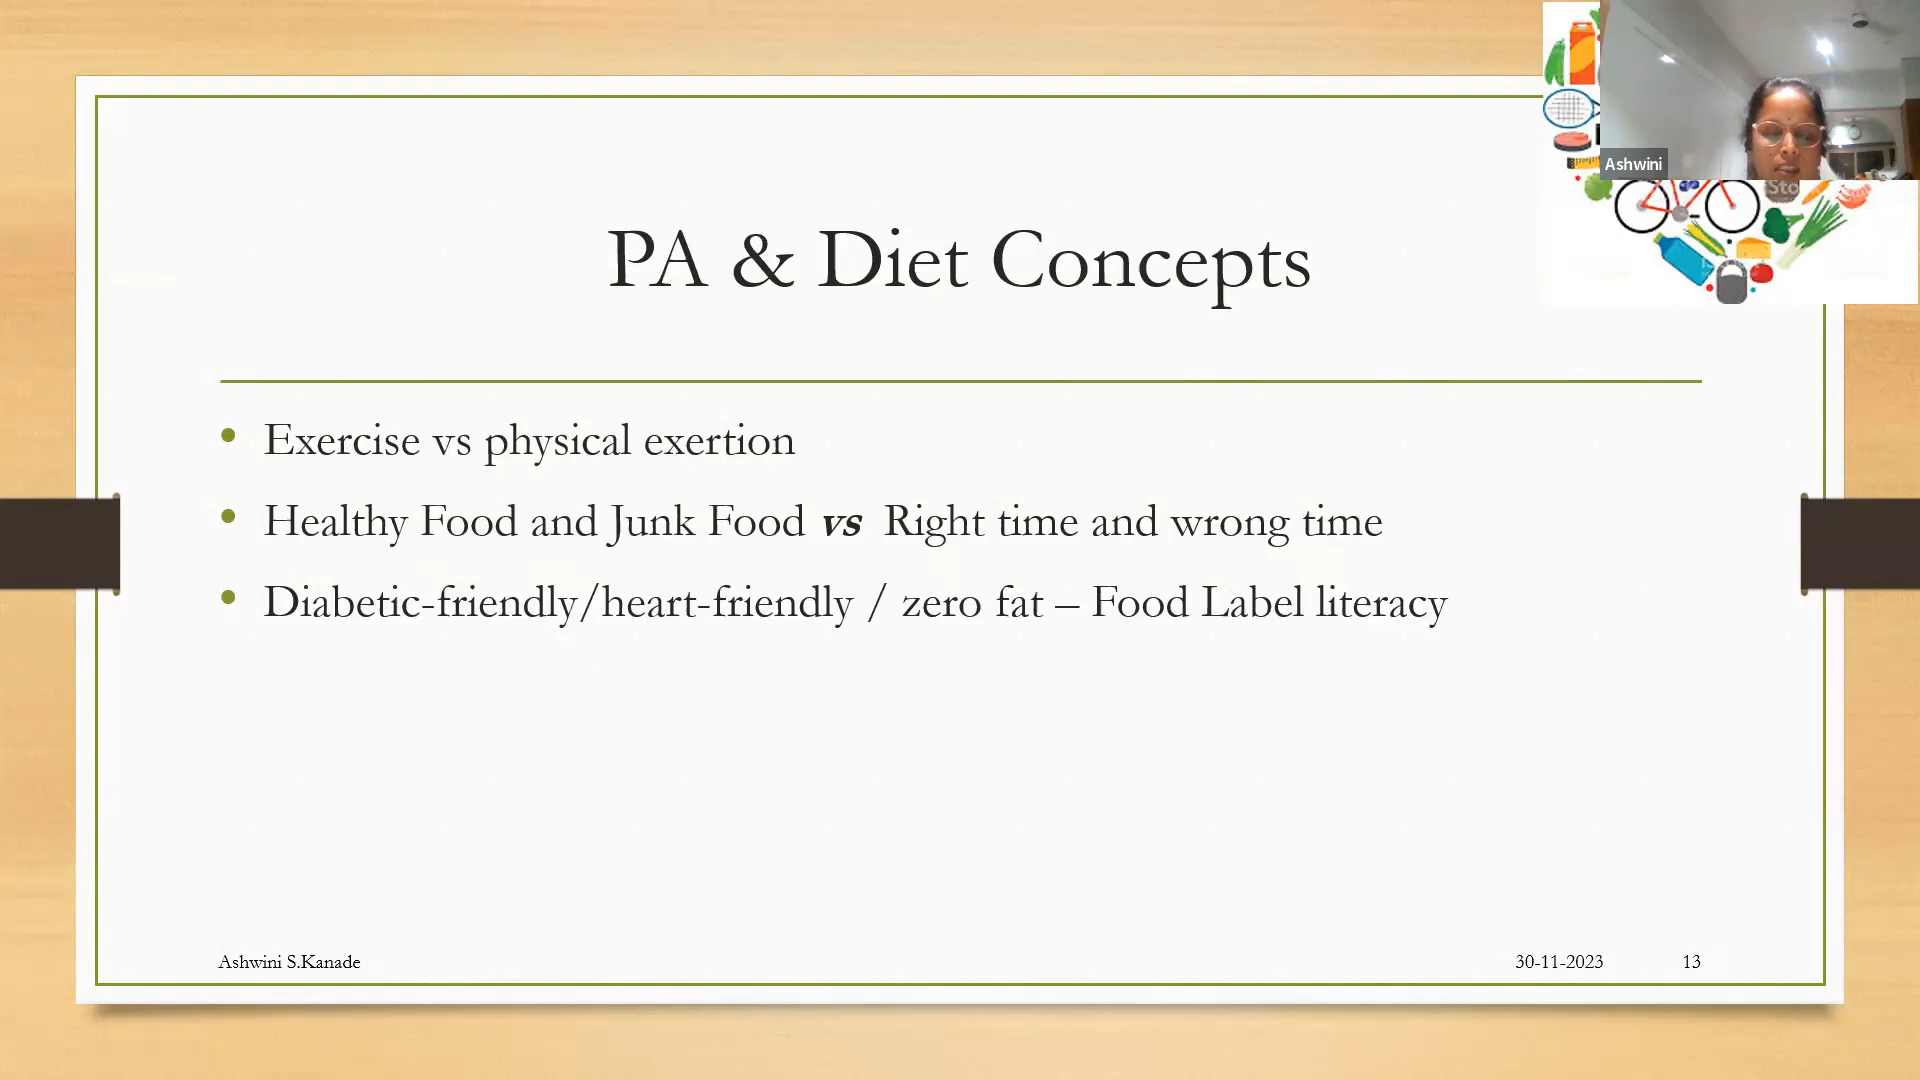 Ashwini
Sto
PA & Diet Concepts
Exercise vs physical exertion
Healthy Food and Junk Food vs Right time and wrong time
Diabetic-friendly/heart-friendly / zero fat – Food Label literacy
Ashwini S.Kanade
30-11-2023
13